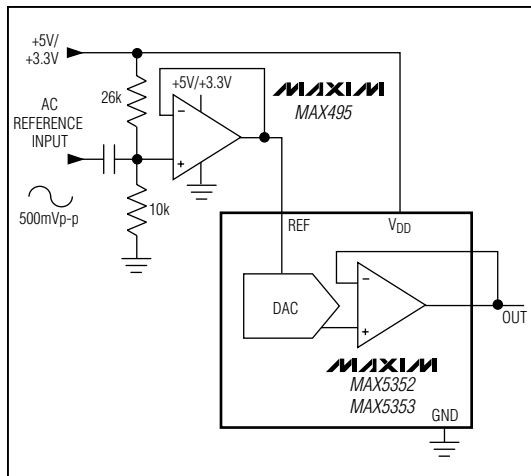 +5V/
+3.3V
26k
+5V/+3.3V
MAXIM
MAX495
AC
REFERENCE
INPUT
−
+
10k
500mVp-p
REF
VDD
DAC
−
+
OUT
MAXIM
MAX5352
MAX5353
GND